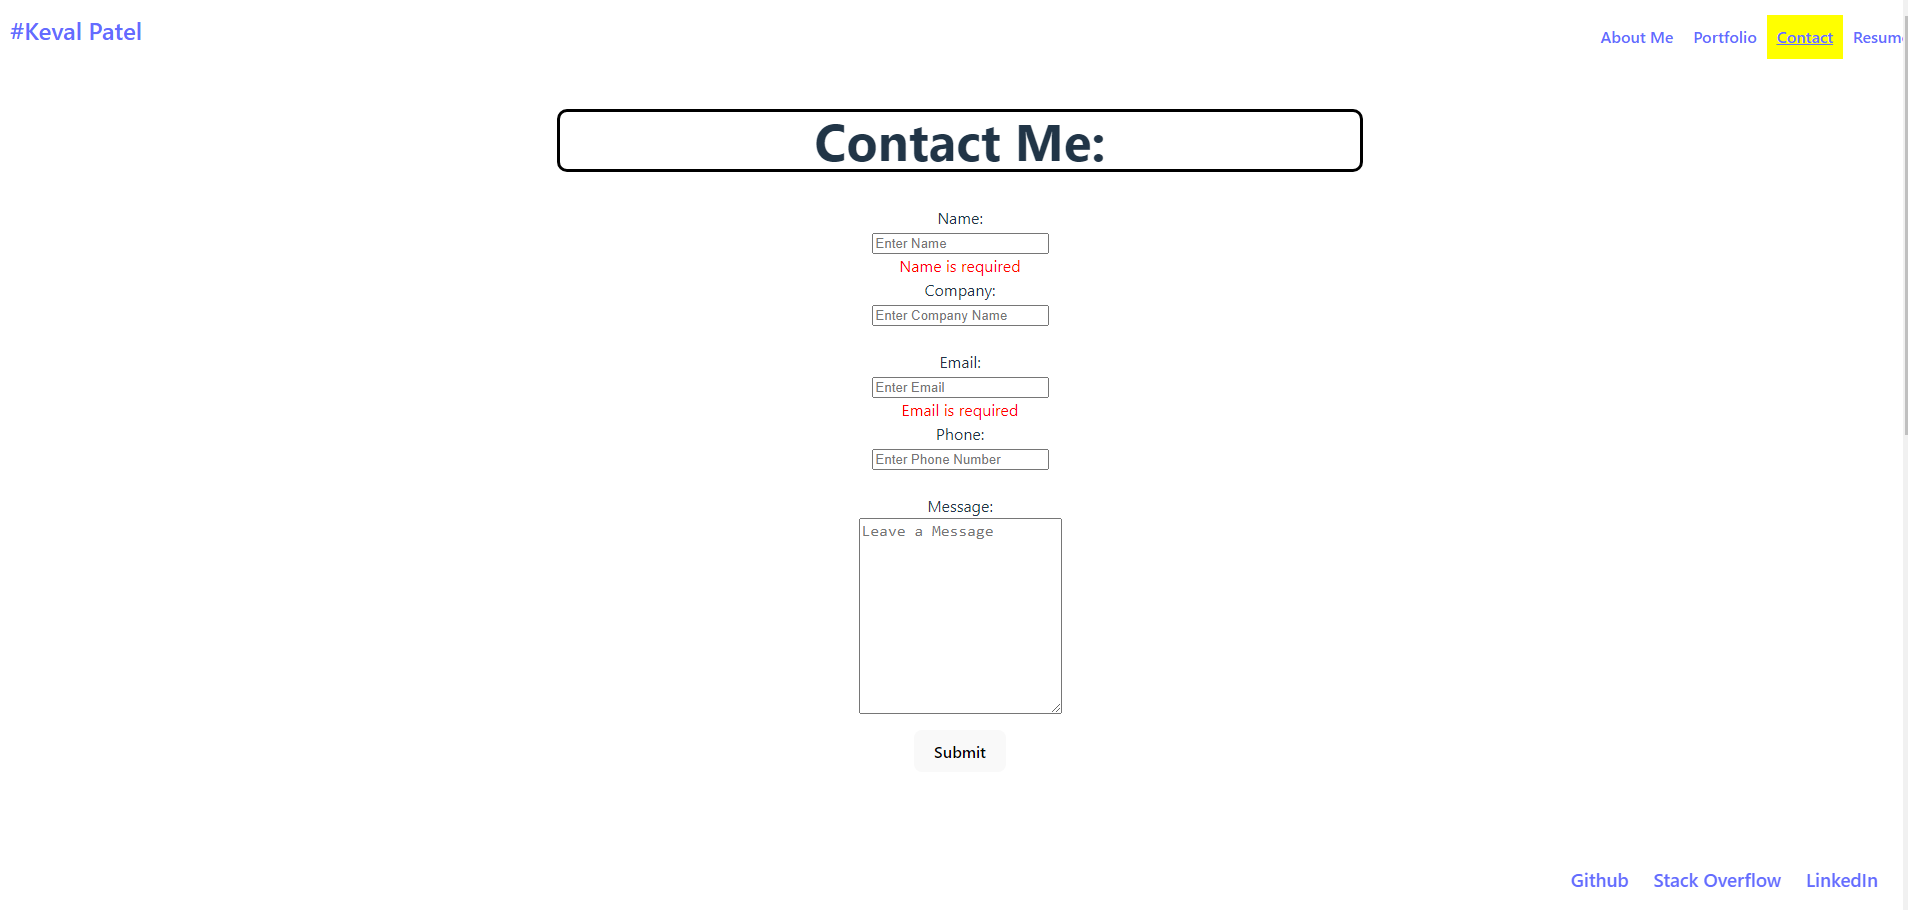 #Keval Patel
About Me Portfolio Contact Resum
Contact Me:
Name:
Enter Name
Name is required
Company:
Enter Company Name
Email:
Enter Email
Email is required
Phone:
Enter Phone Number
Message:
Leave a Message
Submit
Github Stack Overflow LinkedIn